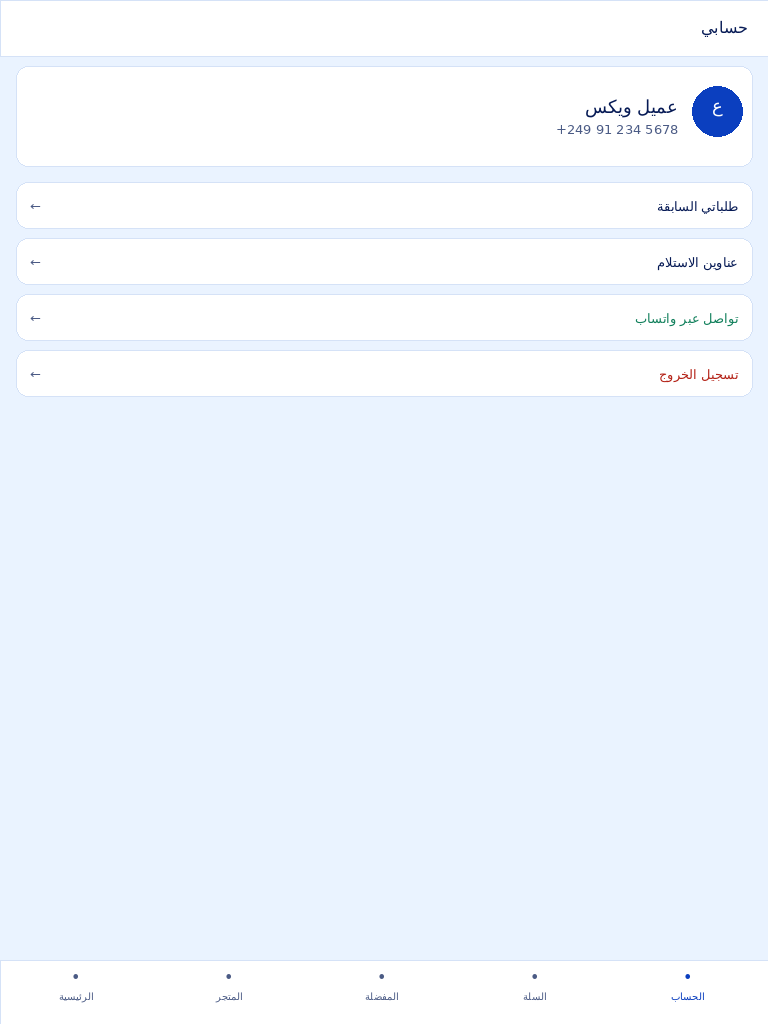 حسابي
ع
عميل ويكس
+249 91 234 5678
طلباتي السابقة ←
عناوين الاستلام ←
تواصل عبر واتساب ←
تسجيل الخروج ←
الحساب
السلة
المفضلة
المتجر
الرئيسية